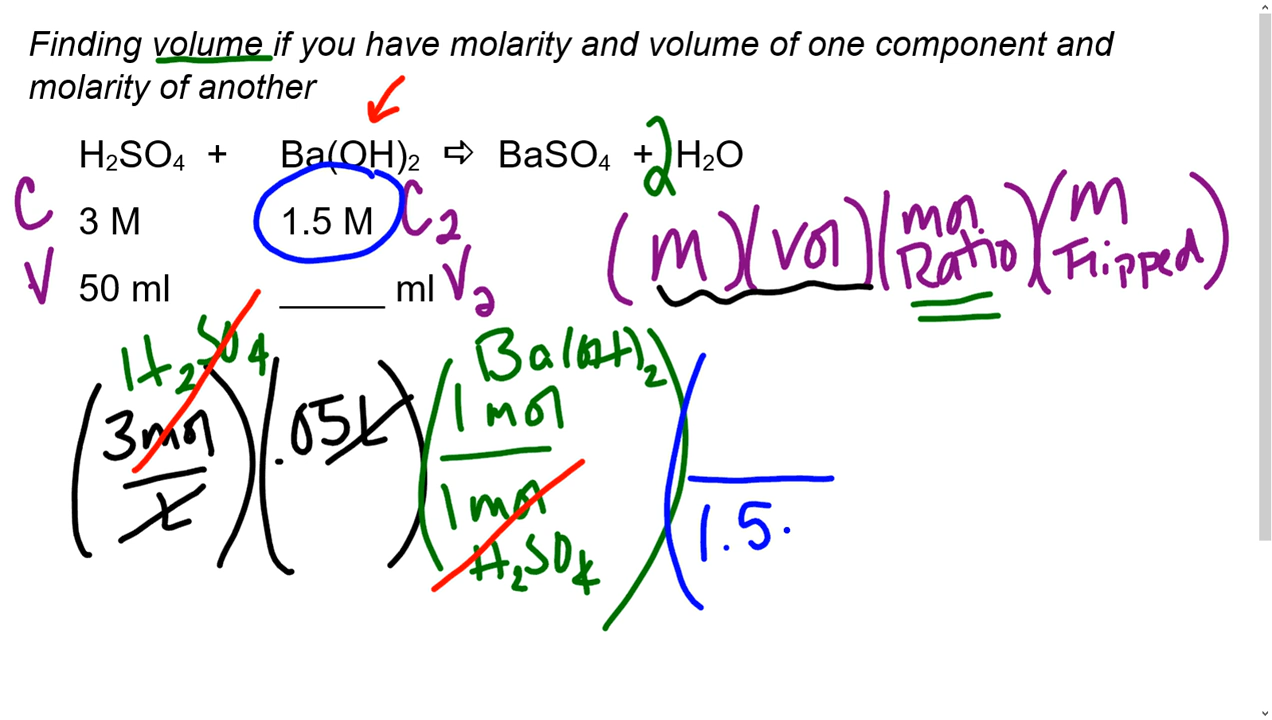 Finding volume if you have molarity and volume of one component and
molarity of another
H₂SO₄ + Ba(OH)₂ ⇨ BaSO₄ + 2 H₂O
C 3 M 1.5 M C₂
V 50 ml ______ ml V₂
(M)(Vol)(mol Ratio)(M Flipped)
H₂SO₄ Ba(OH)₂
(3 mol / L)(.05L)(1 mol / 1 mol H₂SO₄)( / 1.5